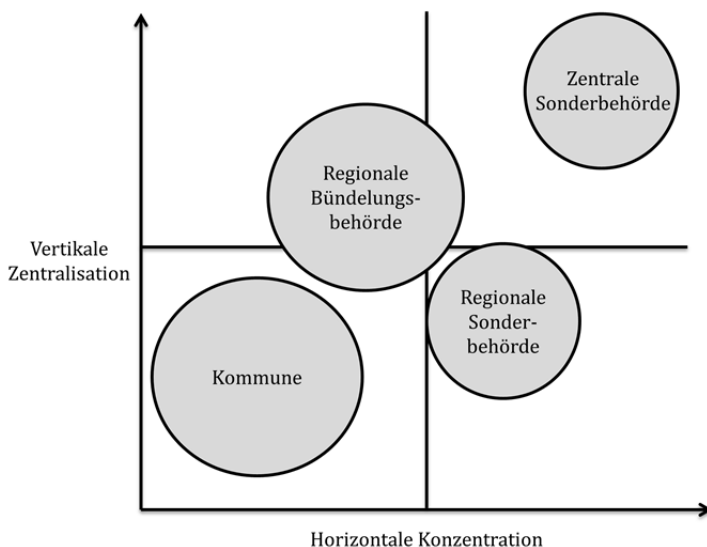 Zentrale
Sonderbehörde
Regionale
Bündelungs-
behörde
Vertikale
Zentralisation
Regionale
Sonder-
behörde
Kommune
Horizontale Konzentration